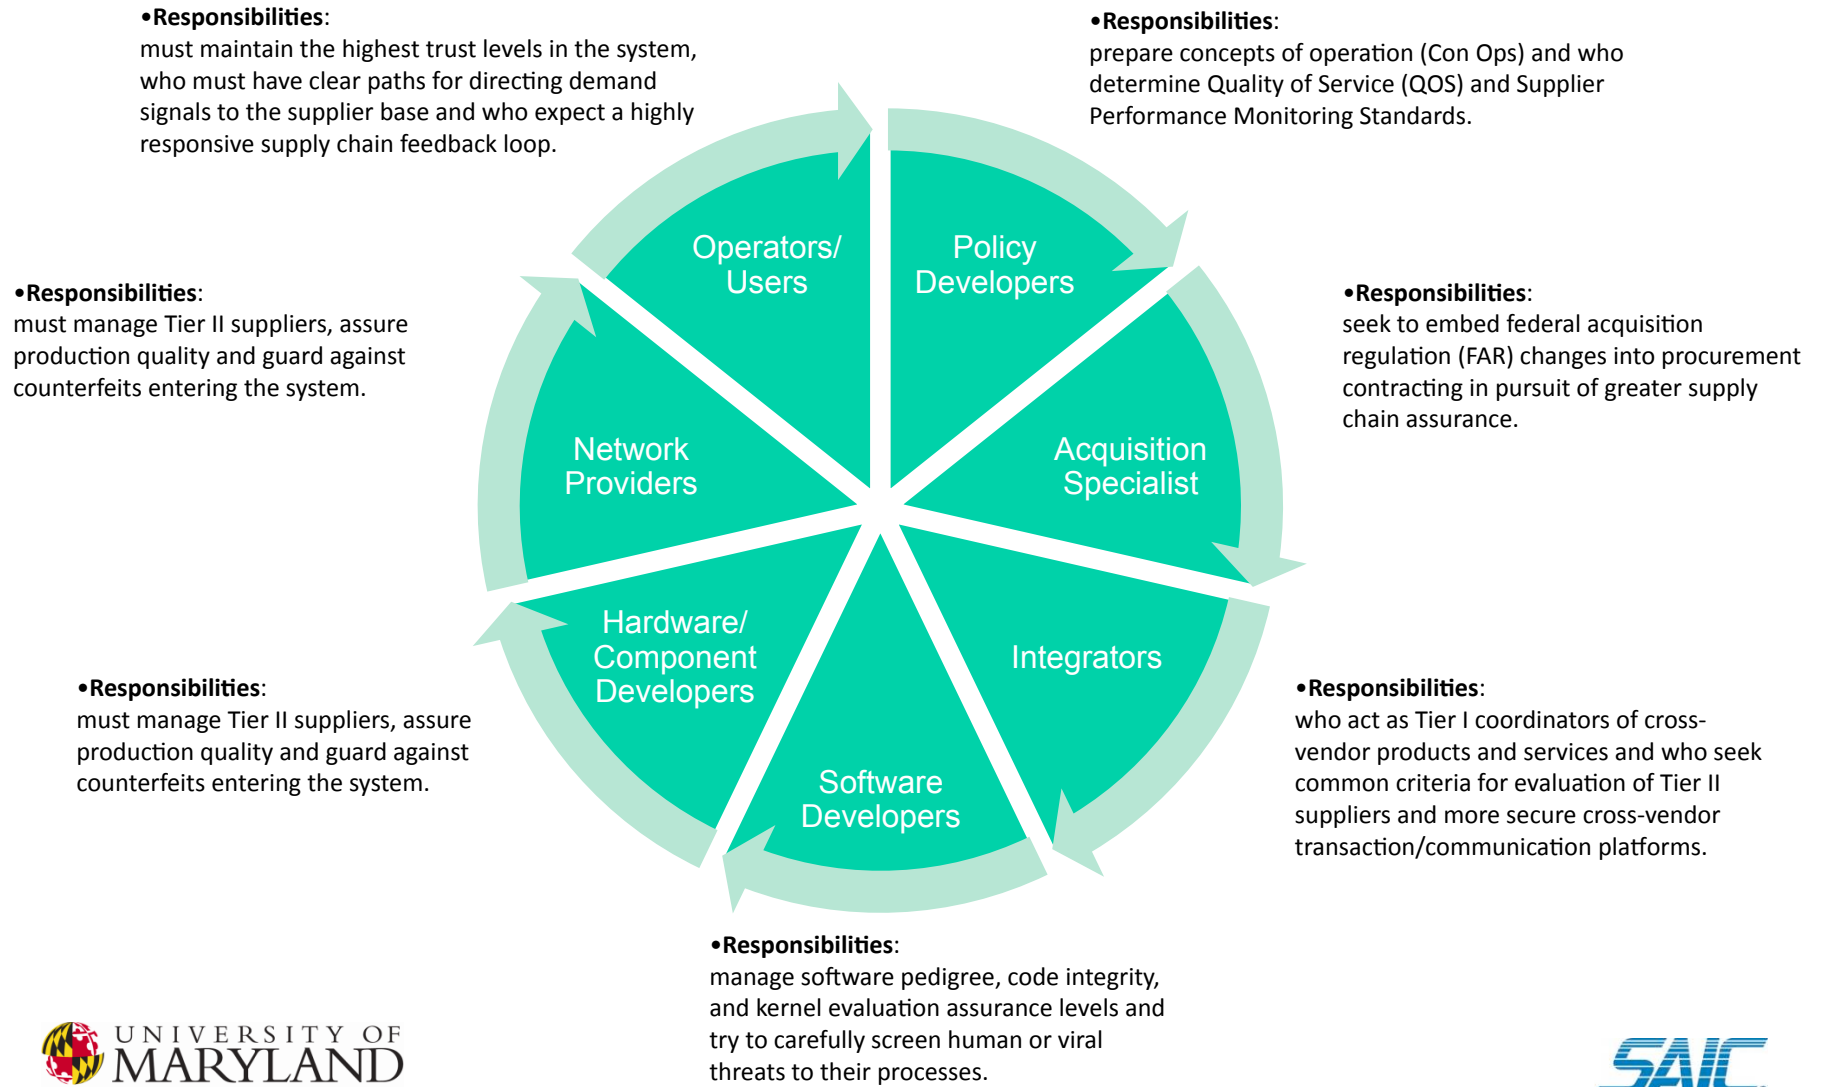 •Responsibilities:
must maintain the highest trust levels in the system,
who must have clear paths for directing demand
signals to the supplier base and who expect a highly
responsive supply chain feedback loop.
•Responsibilities:
prepare concepts of operation (Con Ops) and who
determine Quality of Service (QOS) and Supplier
Performance Monitoring Standards.
Operators/
Users
Policy
Developers
•Responsibilities:
must manage Tier II suppliers, assure
production quality and guard against
counterfeits entering the system.
•Responsibilities:
seek to embed federal acquisition
regulation (FAR) changes into procurement
contracting in pursuit of greater supply
chain assurance.
Network
Providers
Acquisition
Specialist
Hardware/
Component
Developers
Integrators
•Responsibilities:
must manage Tier II suppliers, assure
production quality and guard against
counterfeits entering the system.
•Responsibilities:
who act as Tier I coordinators of cross-
vendor products and services and who seek
common criteria for evaluation of Tier II
suppliers and more secure cross-vendor
transaction/communication platforms.
Software
Developers
•Responsibilities:
manage software pedigree, code integrity,
and kernel evaluation assurance levels and
try to carefully screen human or viral
threats to their processes.
UNIVERSITY OF
MARYLAND
SAIC